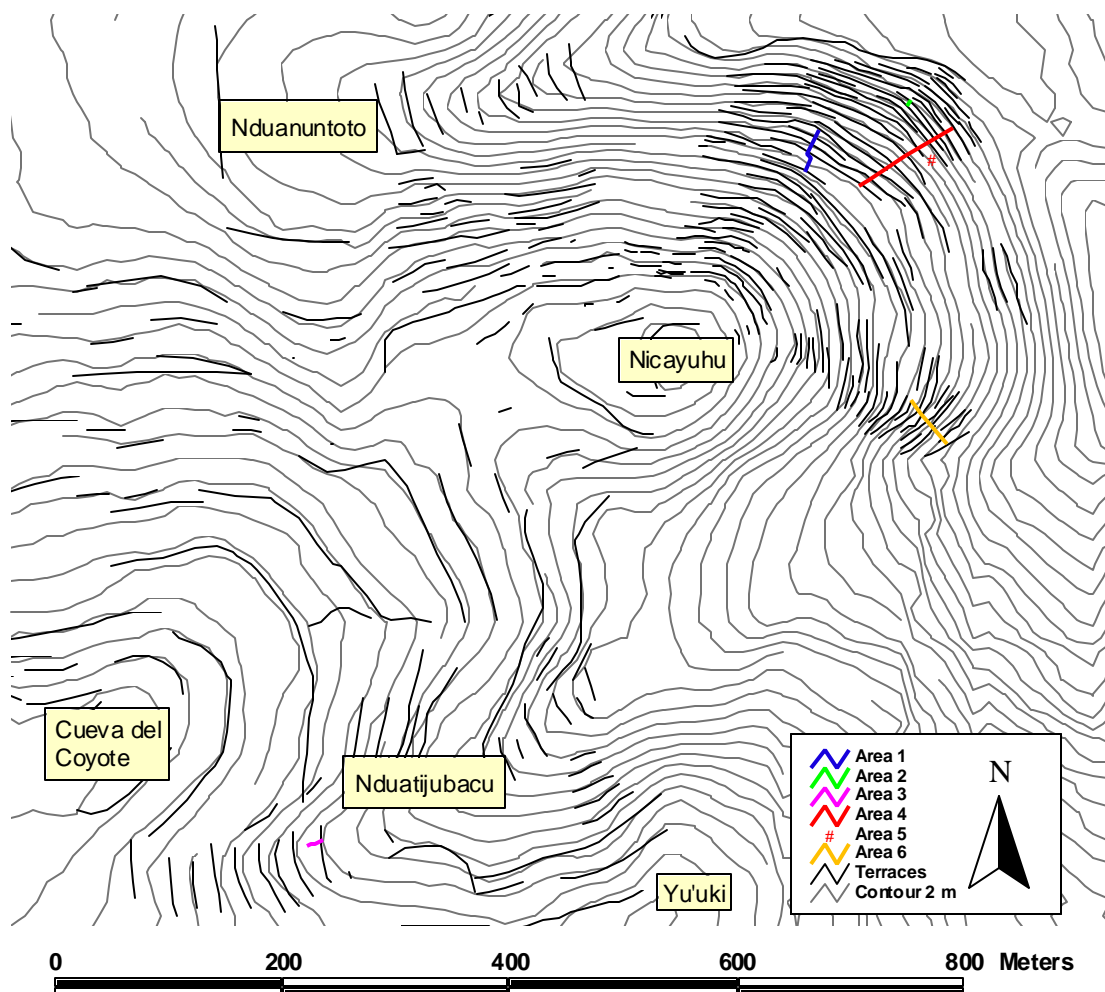 Nduanuntoto
#
Nicayuhu
Cueva del
Coyote
Nduatijubacu
Yu'uki
Area 1
Area 2
Area 3
Area 4
# Area 5
Area 6
Terraces
Contour 2 m
N
0 200 400 600 800 Meters